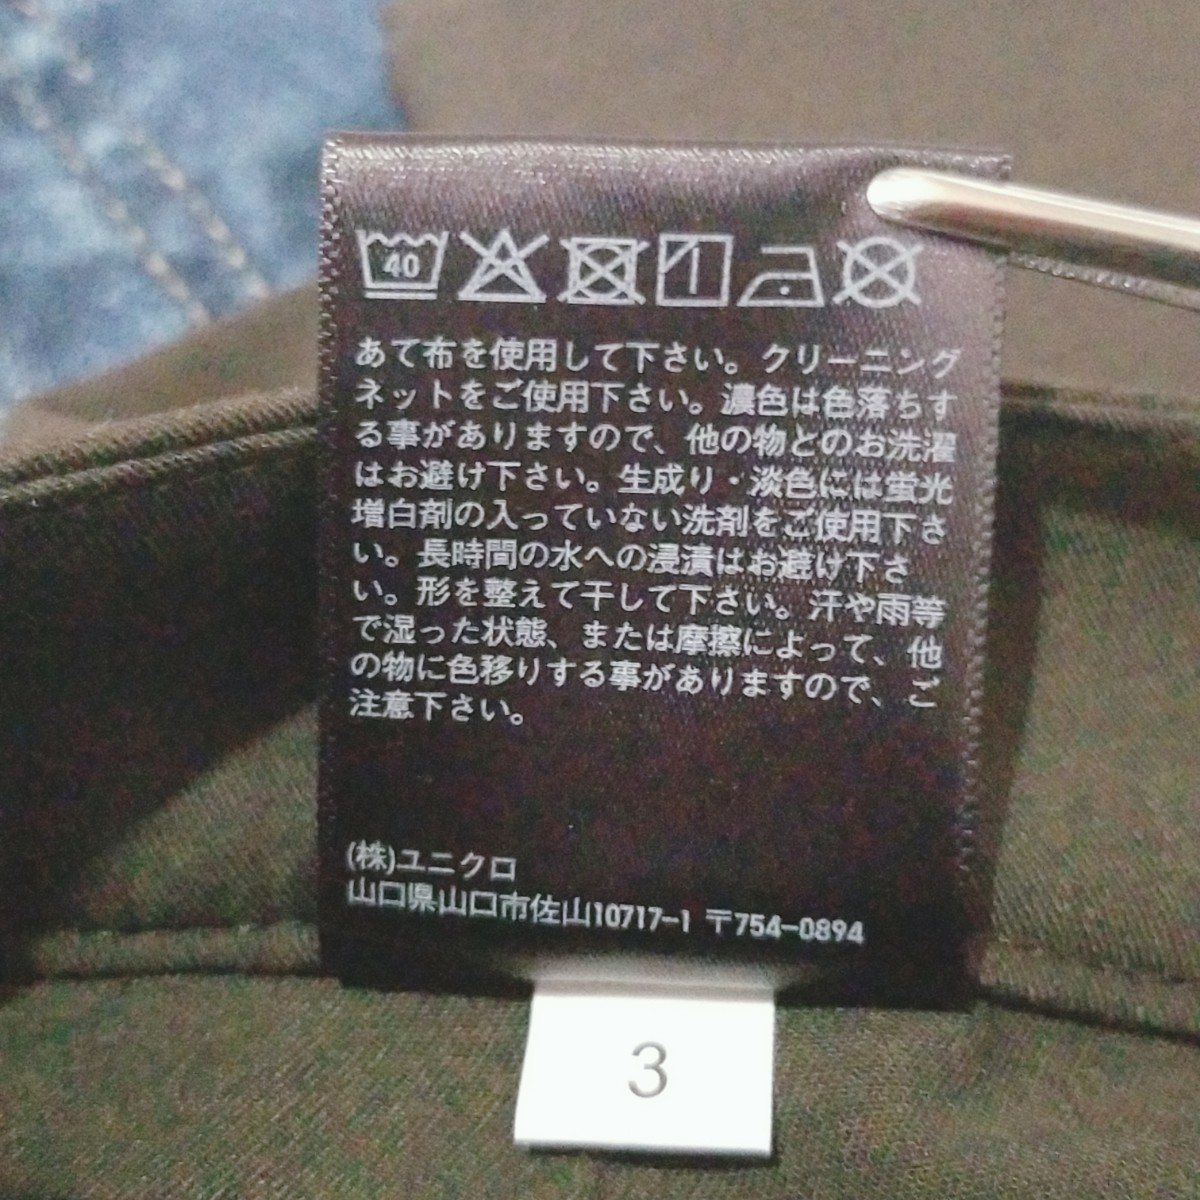 40
あて布を使用して下さい。クリーニング
ネットをご使用下さい。濃色は色落ちす
る事がありますので、他の物とのお洗濯
はお避け下さい。生成り・淡色には蛍光
増白剤の入っていない洗剤をご使用下さ
い。長時間の水への浸漬はお避け下さ
い。形を整えて干して下さい。汗や雨等
で湿った状態、または摩擦によって、他
の物に色移りする事がありますので、ご
注意下さい。
(株)ユニクロ
山口県山口市佐山10717-1 〒754-0894
3